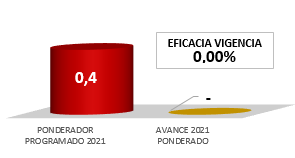 EFICACIA VIGENCIA
0,00%
0,4
-
PONDERADOR
PROGRAMADO 2021
AVANCE 2021
PONDERADO